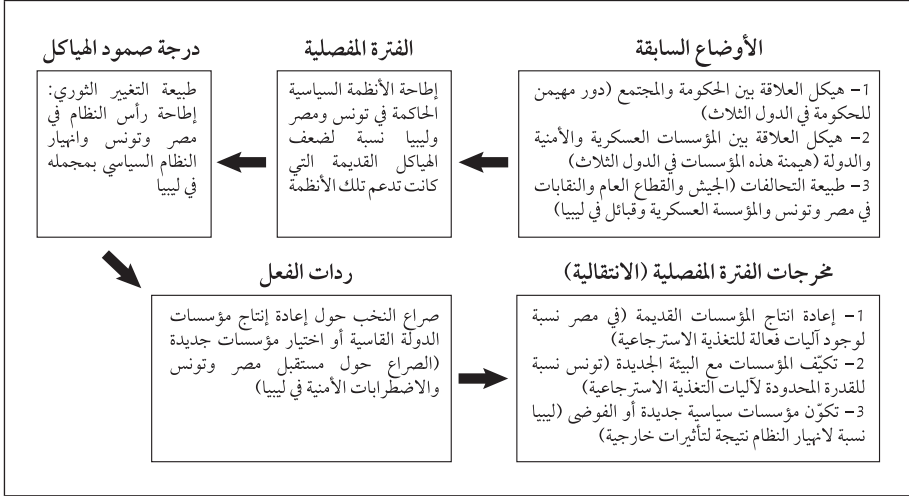 الأوضاع السابقة
1- هيكل العلاقة بين الحكومة والمجتمع (دور مهيمن
للحكومة في الدول الثلاث)
2- هيكل العلاقة بين المؤسسات العسكرية والأمنية
والدولة (هيمنة هذه المؤسسات في الدول الثلاث)
3- طبيعة التحالفات (الجيش والقطاع العام والنقابات
في مصر وتونس والمؤسسة العسكرية وقبائل في ليبيا)
الفترة المفصلية
إطاحة الأنظمة السياسية
الحاكمة في تونس ومصر
وليبيا نسبة لضعف
الهياكل القديمة التي
كانت تدعم تلك الأنظمة
درجة صمود الهياكل
طبيعة التغيير الثوري:
إطاحة رأس النظام في
مصر وتونس وانهيار
النظام السياسي بمجمله
في ليبيا
ردات الفعل
صراع النخب حول إعادة إنتاج مؤسسات
الدولة القاسية أو اختيار مؤسسات جديدة
(الصراع حول مستقبل مصر وتونس
والاضطرابات الأمنية في ليبيا)
مخرجات الفترة المفصلية (الانتقالية)
1- إعادة انتاج المؤسسات القديمة (في مصر نسبة
لوجود آليات فعالة للتغذية الاسترجاعية)
2- تكيّف المؤسسات مع البيئة الجديدة (تونس نسبة
للقدرة المحدودة لآليات التغذية الاسترجاعية)
3- تكوّن مؤسسات سياسية جديدة أو الفوضى (ليبيا
نسبة لانهيار النظام نتيجة لتأثيرات خارجية)